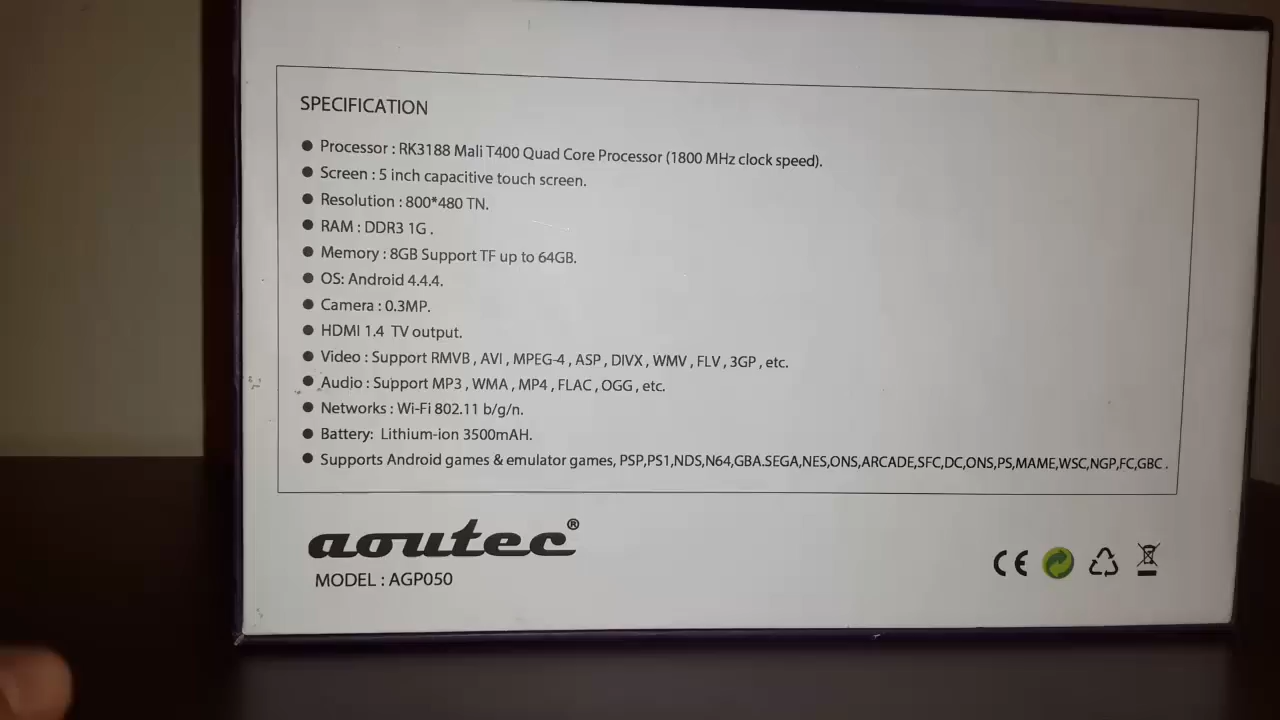 SPECIFICATION
● Processor : RK3188 Mali T400 Quad Core Processor (1800 MHz clock speed).
● Screen : 5 inch capacitive touch screen.
● Resolution : 800*480 TN.
● RAM : DDR3 1G .
● Memory : 8GB Support TF up to 64GB.
● OS: Android 4.4.4.
● Camera : 0.3MP.
● HDMI 1.4 TV output.
● Video : Support RMVB , AVI , MPEG-4 , ASP , DIVX , WMV , FLV , 3GP , etc.
● Audio : Support MP3 , WMA , MP4 , FLAC , OGG , etc.
● Networks : Wi-Fi 802.11 b/g/n.
● Battery: Lithium-ion 3500mAH.
● Supports Android games & emulator games, PSP,PS1,NDS,N64,GBA.SEGA,NES,ONS,ARCADE,SFC,DC,ONS,PS,MAME,WSC,NGP,FC,GBC .
aoutec®
MODEL : AGP050
CE